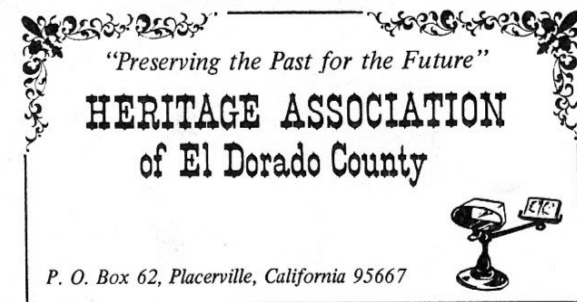 "Preserving the Past for the Future"
HERITAGE ASSOCIATION
of El Dorado County
P. O. Box 62, Placerville, California 95667